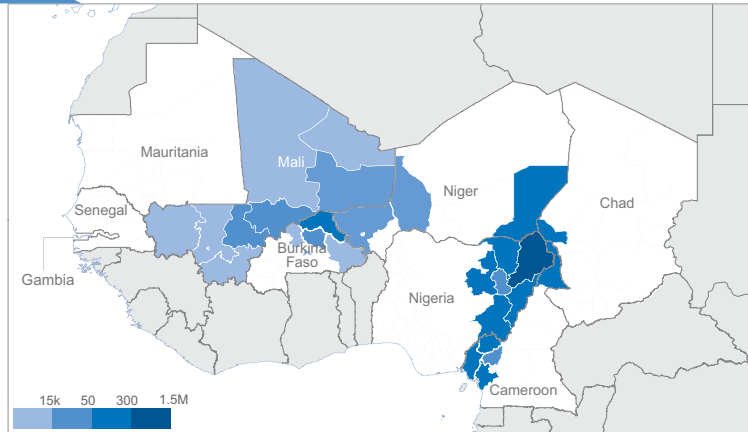 Mauritania
Mali
Niger
Chad
Senegal
Burkina
Faso
Gambia
Nigeria
Cameroon
15k 50 300 1.5M